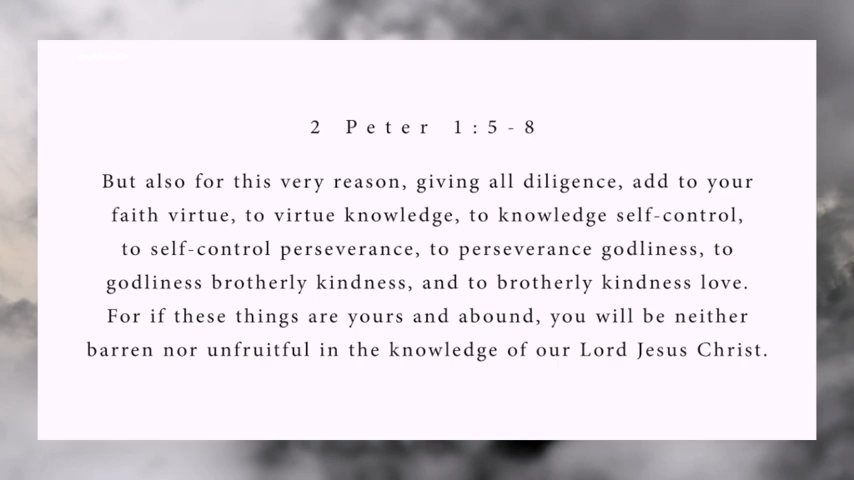 2 Peter 1:5-8
But also for this very reason, giving all diligence, add to your
faith virtue, to virtue knowledge, to knowledge self-control,
to self-control perseverance, to perseverance godliness, to
godliness brotherly kindness, and to brotherly kindness love.
For if these things are yours and abound, you will be neither
barren nor unfruitful in the knowledge of our Lord Jesus Christ.